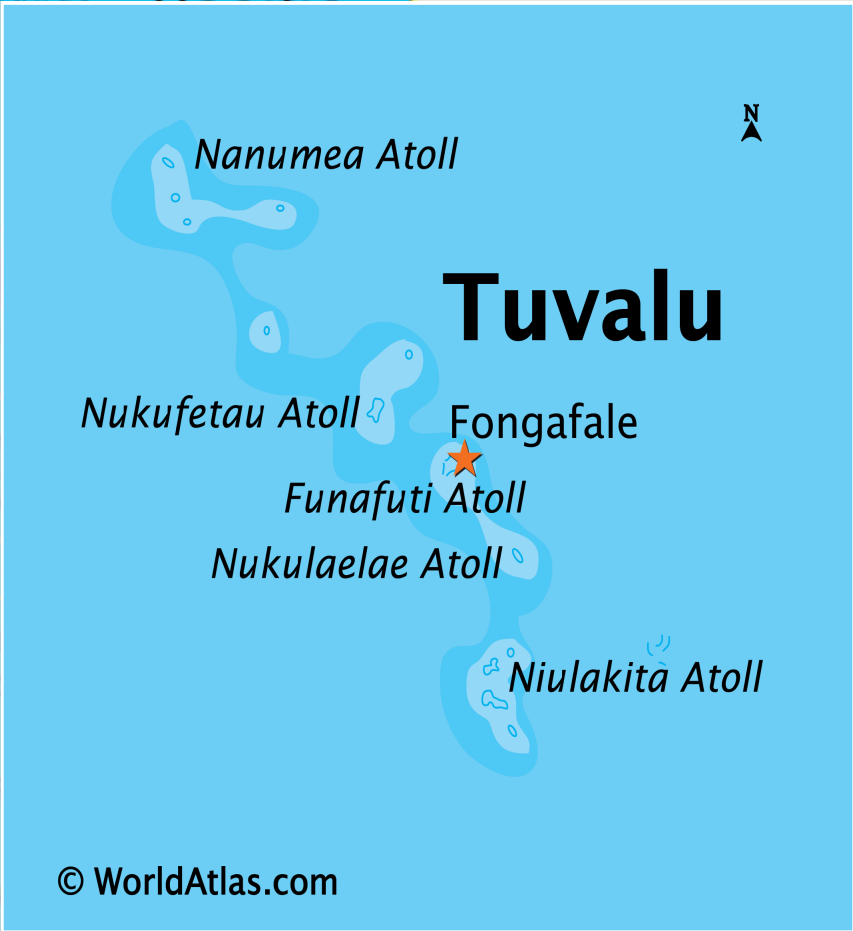 N
Nanumea Atoll
Tuvalu
Nukufetau Atoll
Fongafale
Funafuti Atoll
Nukulaelae Atoll
Niulakita Atoll
© WorldAtlas.com